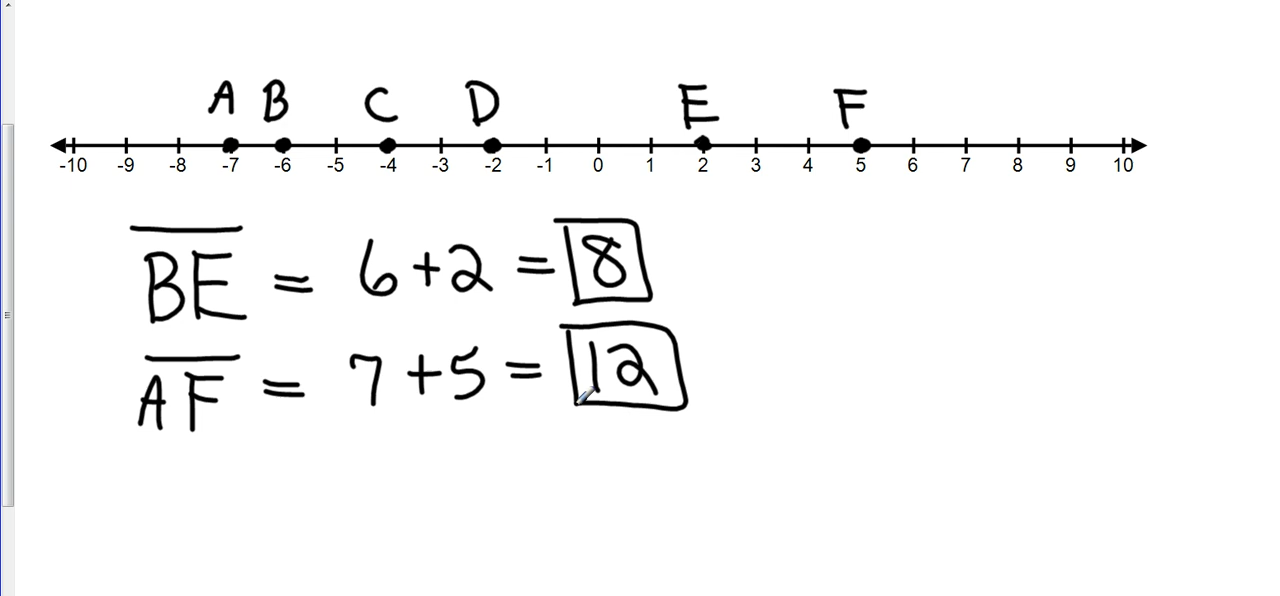 A B C D E F
-10 -9 -8 -7 -6 -5 -4 -3 -2 -1 0 1 2 3 4 5 6 7 8 9 10
BE = 6+2 = 8
AF = 7+5 = 12